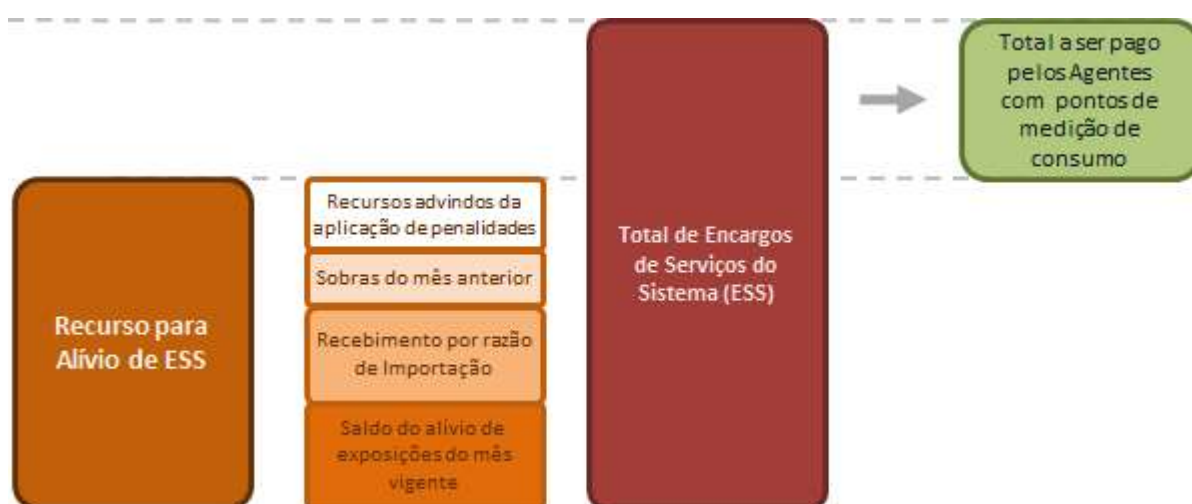 Recurso para
Alívio de ESS
Recursos advindos da
aplicação de penalidades
Sobras do mês anterior
Recebimento por razão
de Importação
Saldo do alívio de
exposições do mês
vigente
Total de Encargos
de Serviços do
Sistema (ESS)
Total a ser pago
pelos Agentes
com pontos de
medição de
consumo